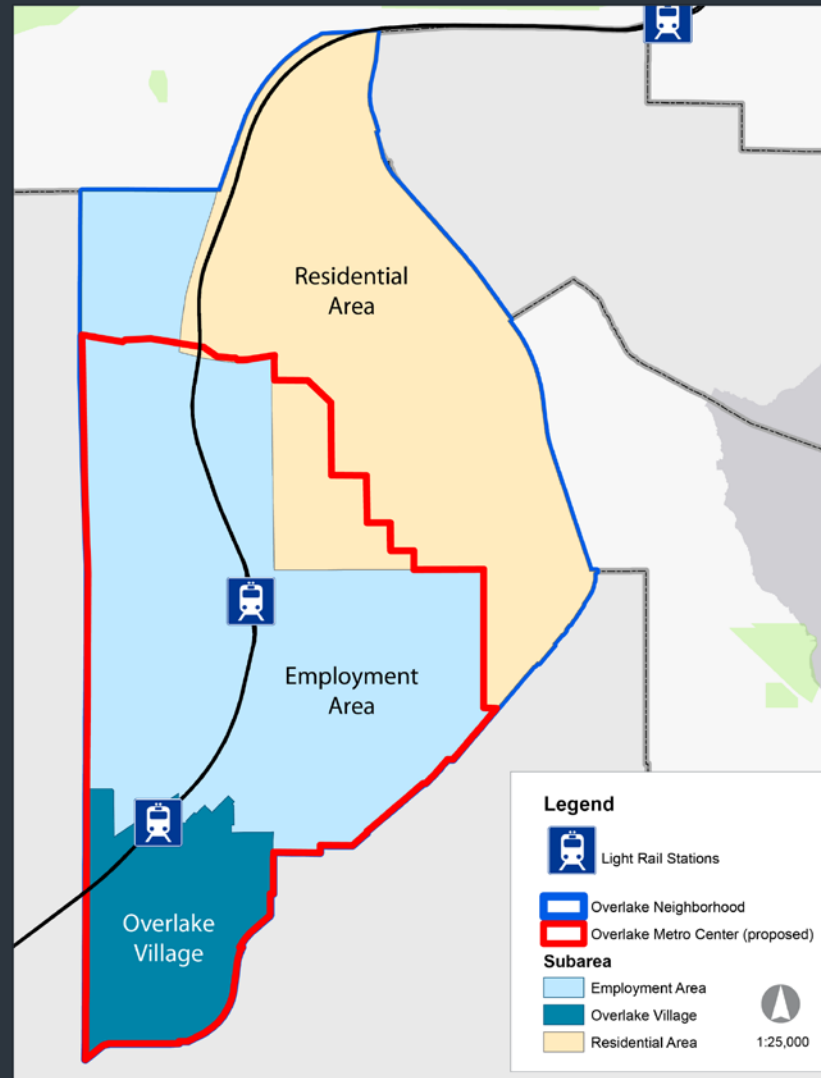 Residential
Area
Employment
Area
Overlake
Village
Legend
Light Rail Stations
Overlake Neighborhood
Overlake Metro Center (proposed)
Subarea
Employment Area
Overlake Village
Residential Area
1:25,000